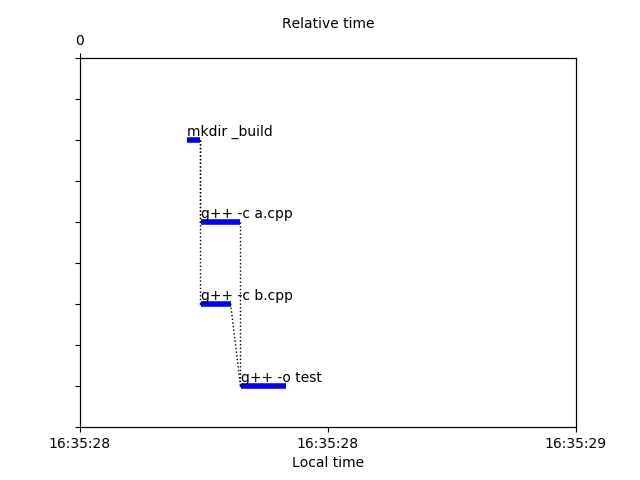 Relative time
0
mkdir _build
g++ -c a.cpp
g++ -c b.cpp
g++ -o test
16:35:28 16:35:28 16:35:29
Local time